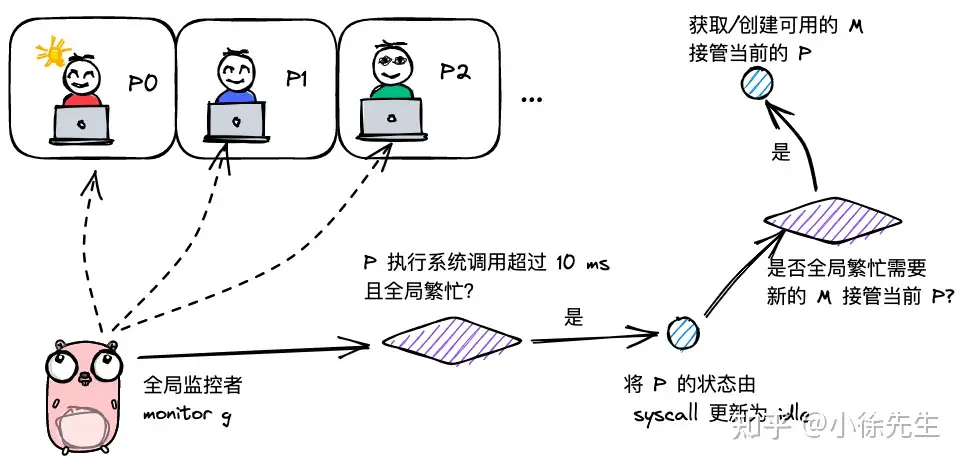 获取/创建可用的 M
接管当前的 P
P0
P1
P2
...
是
P 执行系统调用超过 10 ms
且全局繁忙?
是否全局繁忙需要
新的 M 接管当前 P?
是
全局监控者
monitor g
将 P 的状态由
syscall 更新为 idle
知乎 @小徐先生